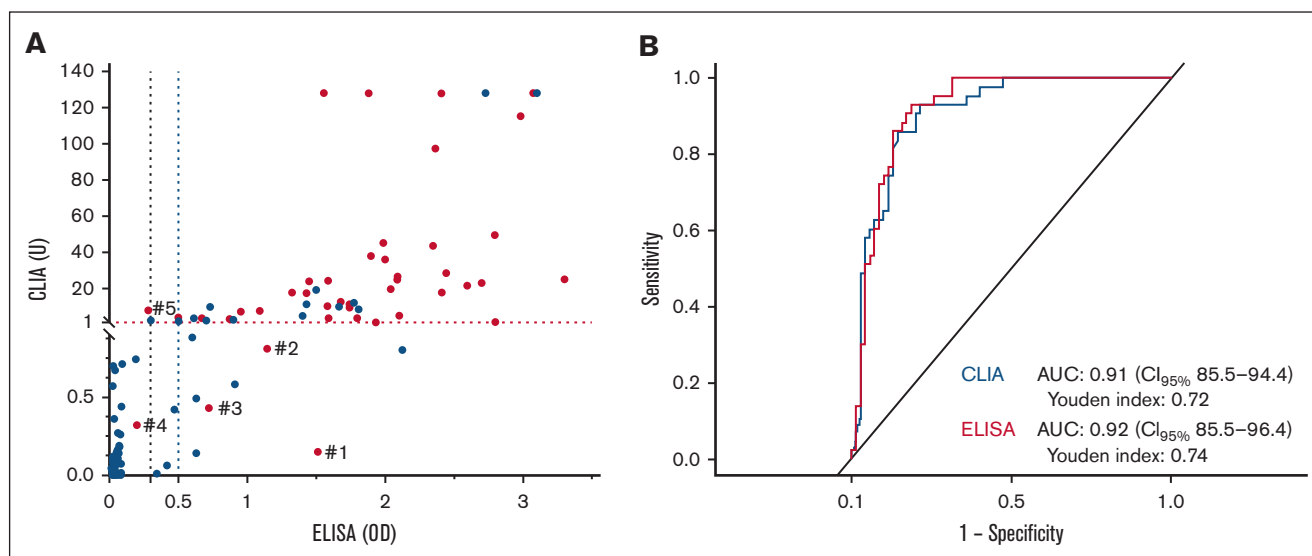 A
140
120
100
80
60
40
20
1
0.5
0.0
CLIA (U)
#5
#2
#3
#4
#1
0
0.5
1
2
3
ELISA (OD)
B
1.0
0.8
0.6
0.4
0.2
0.0
Sensitivity
CLIA AUC: 0.91 (CI95% 85.5–94.4)
Youden index: 0.72
ELISA AUC: 0.92 (CI95% 85.5–96.4)
Youden index: 0.74
0.1
0.5
1.0
1 – Specificity